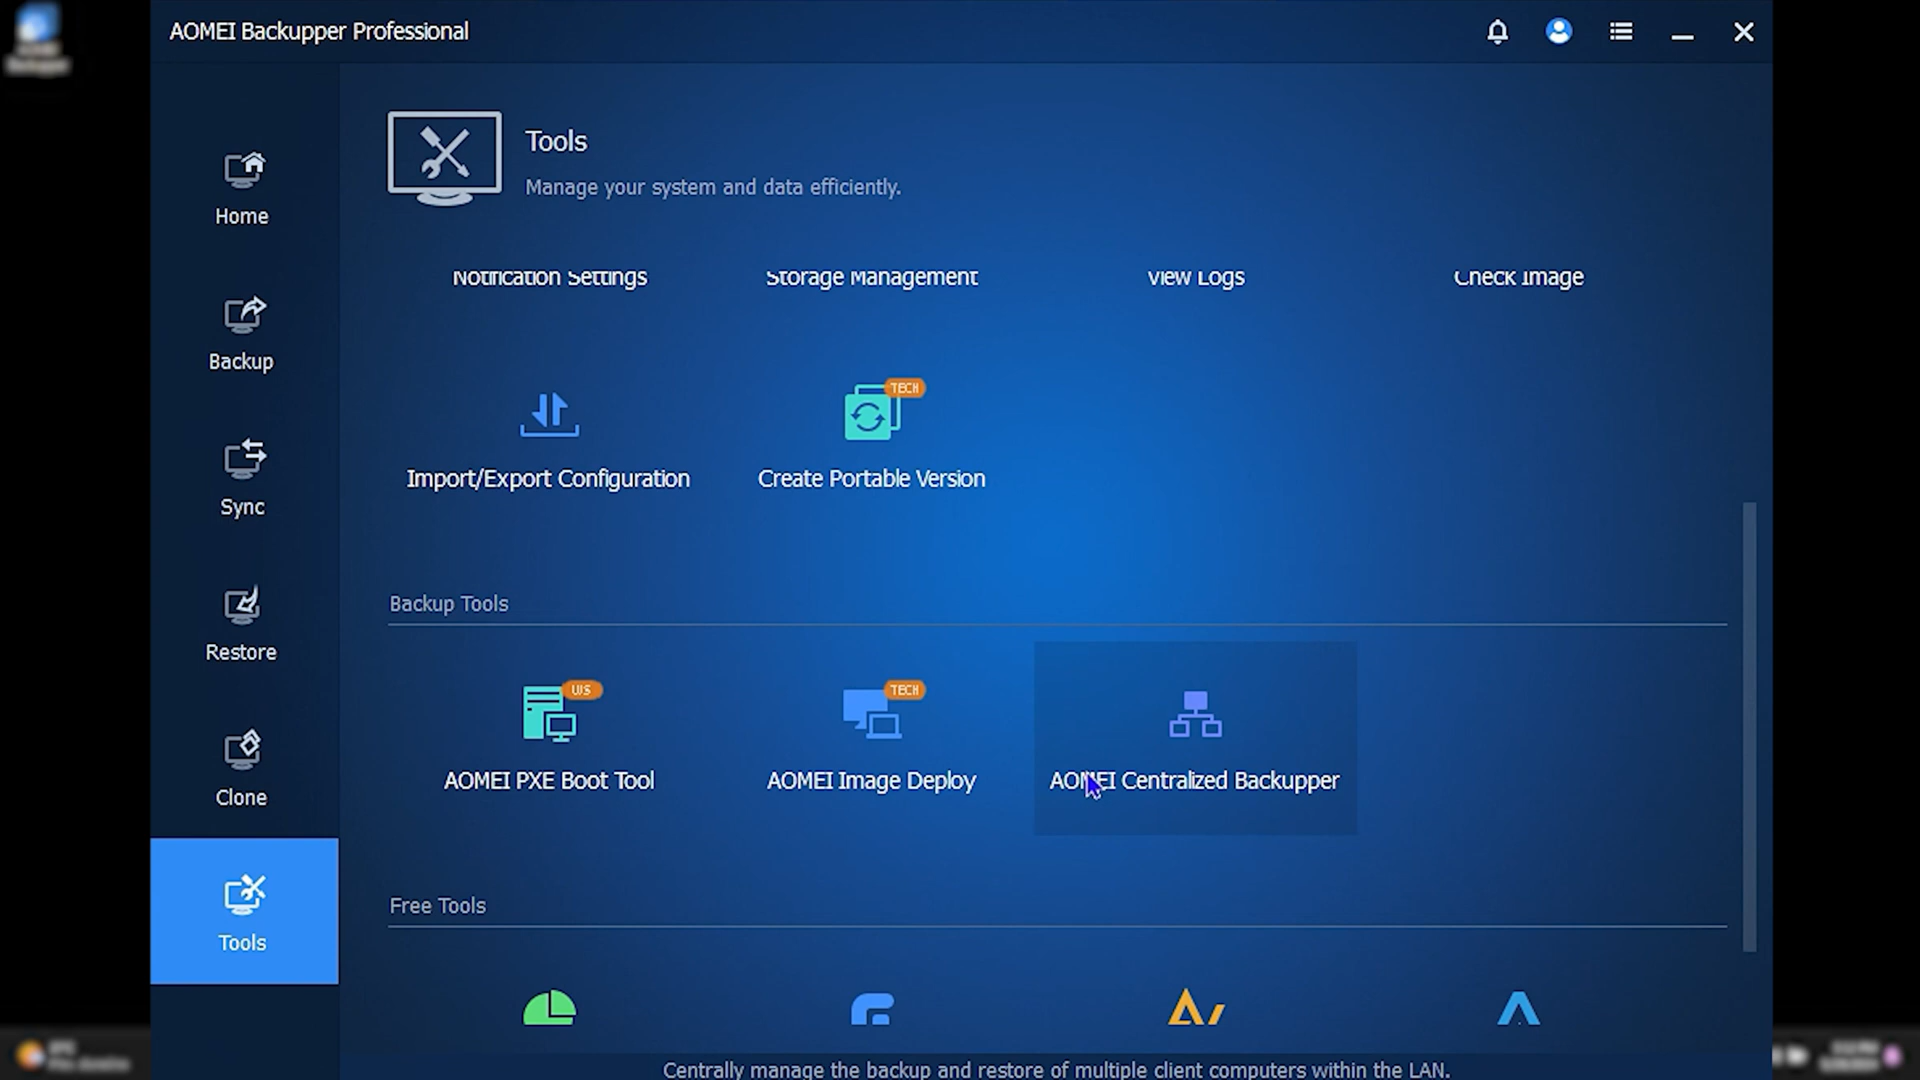 AOMEI Backupper Professional
Tools
Manage your system and data efficiently.
Home
Backup
Sync
Restore
Clone
Tools
Notification Settings
Storage Management
View Logs
Check Image
TECH
Import/Export Configuration
Create Portable Version
Backup Tools
TECH
AOMEI PXE Boot Tool
AOMEI Image Deploy
AOMEI Centralized Backupper
Free Tools
Centrally manage the backup and restore of multiple client computers within the LAN.